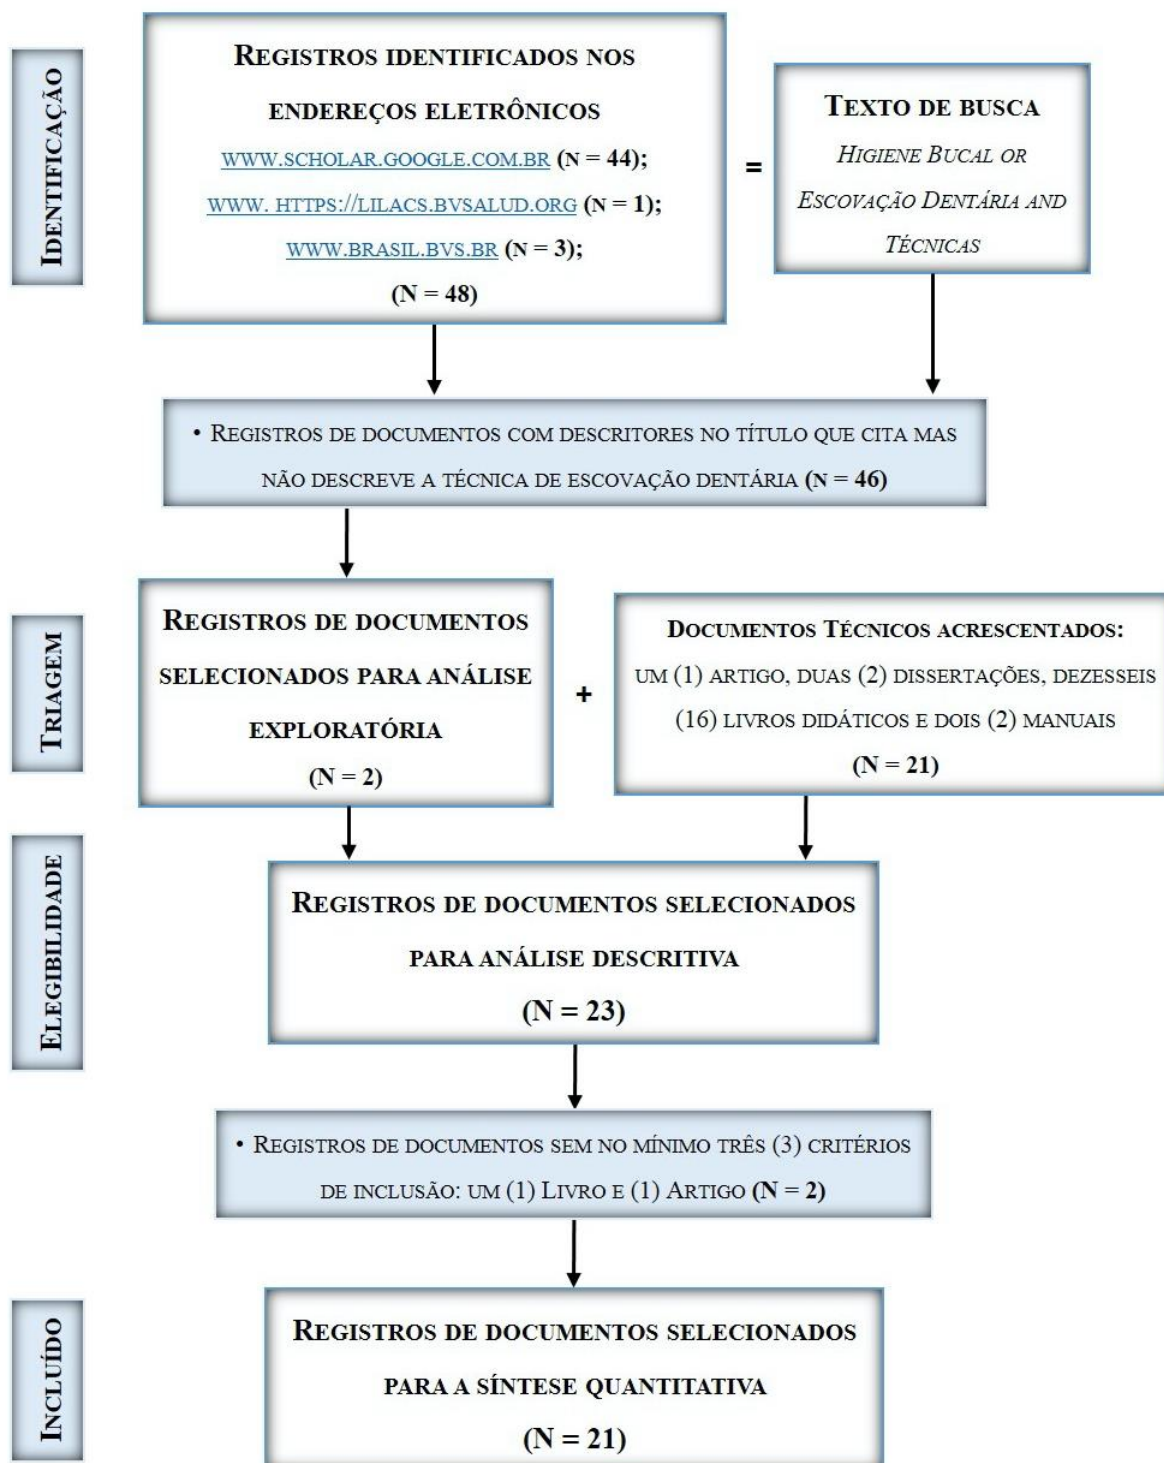 IDENTIFICAÇÃO
REGISTROS IDENTIFICADOS NOS
ENDEREÇOS ELETRÔNICOS
WWW.SCHOLAR.GOOGLE.COM.BR (N = 44);
WWW. HTTPS://LILACS.BVSALUD.ORG (N = 1);
WWW.BRASIL.BVS.BR (N = 3);
(N = 48)
=
TEXTO DE BUSCA
HIGIENE BUCAL OR
ESCOVAÇÃO DENTÁRIA AND
TÉCNICAS
• REGISTROS DE DOCUMENTOS COM DESCRITORES NO TÍTULO QUE CITA MAS
NÃO DESCREVE A TÉCNICA DE ESCOVAÇÃO DENTÁRIA (N = 46)
TRIAGEM
REGISTROS DE DOCUMENTOS
SELECIONADOS PARA ANÁLISE
EXPLORATÓRIA
(N = 2)
+
DOCUMENTOS TÉCNICOS ACRESCENTADOS:
UM (1) ARTIGO, DUAS (2) DISSERTAÇÕES, DEZESSEIS
(16) LIVROS DIDÁTICOS E DOIS (2) MANUAIS
(N = 21)
ELEGIBILIDADE
REGISTROS DE DOCUMENTOS SELECIONADOS
PARA ANÁLISE DESCRITIVA
(N = 23)
• REGISTROS DE DOCUMENTOS SEM NO MÍNIMO TRÊS (3) CRITÉRIOS
DE INCLUSÃO: UM (1) LIVRO E (1) ARTIGO (N = 2)
INCLUÍDO
REGISTROS DE DOCUMENTOS SELECIONADOS
PARA A SÍNTESE QUANTITATIVA
(N = 21)